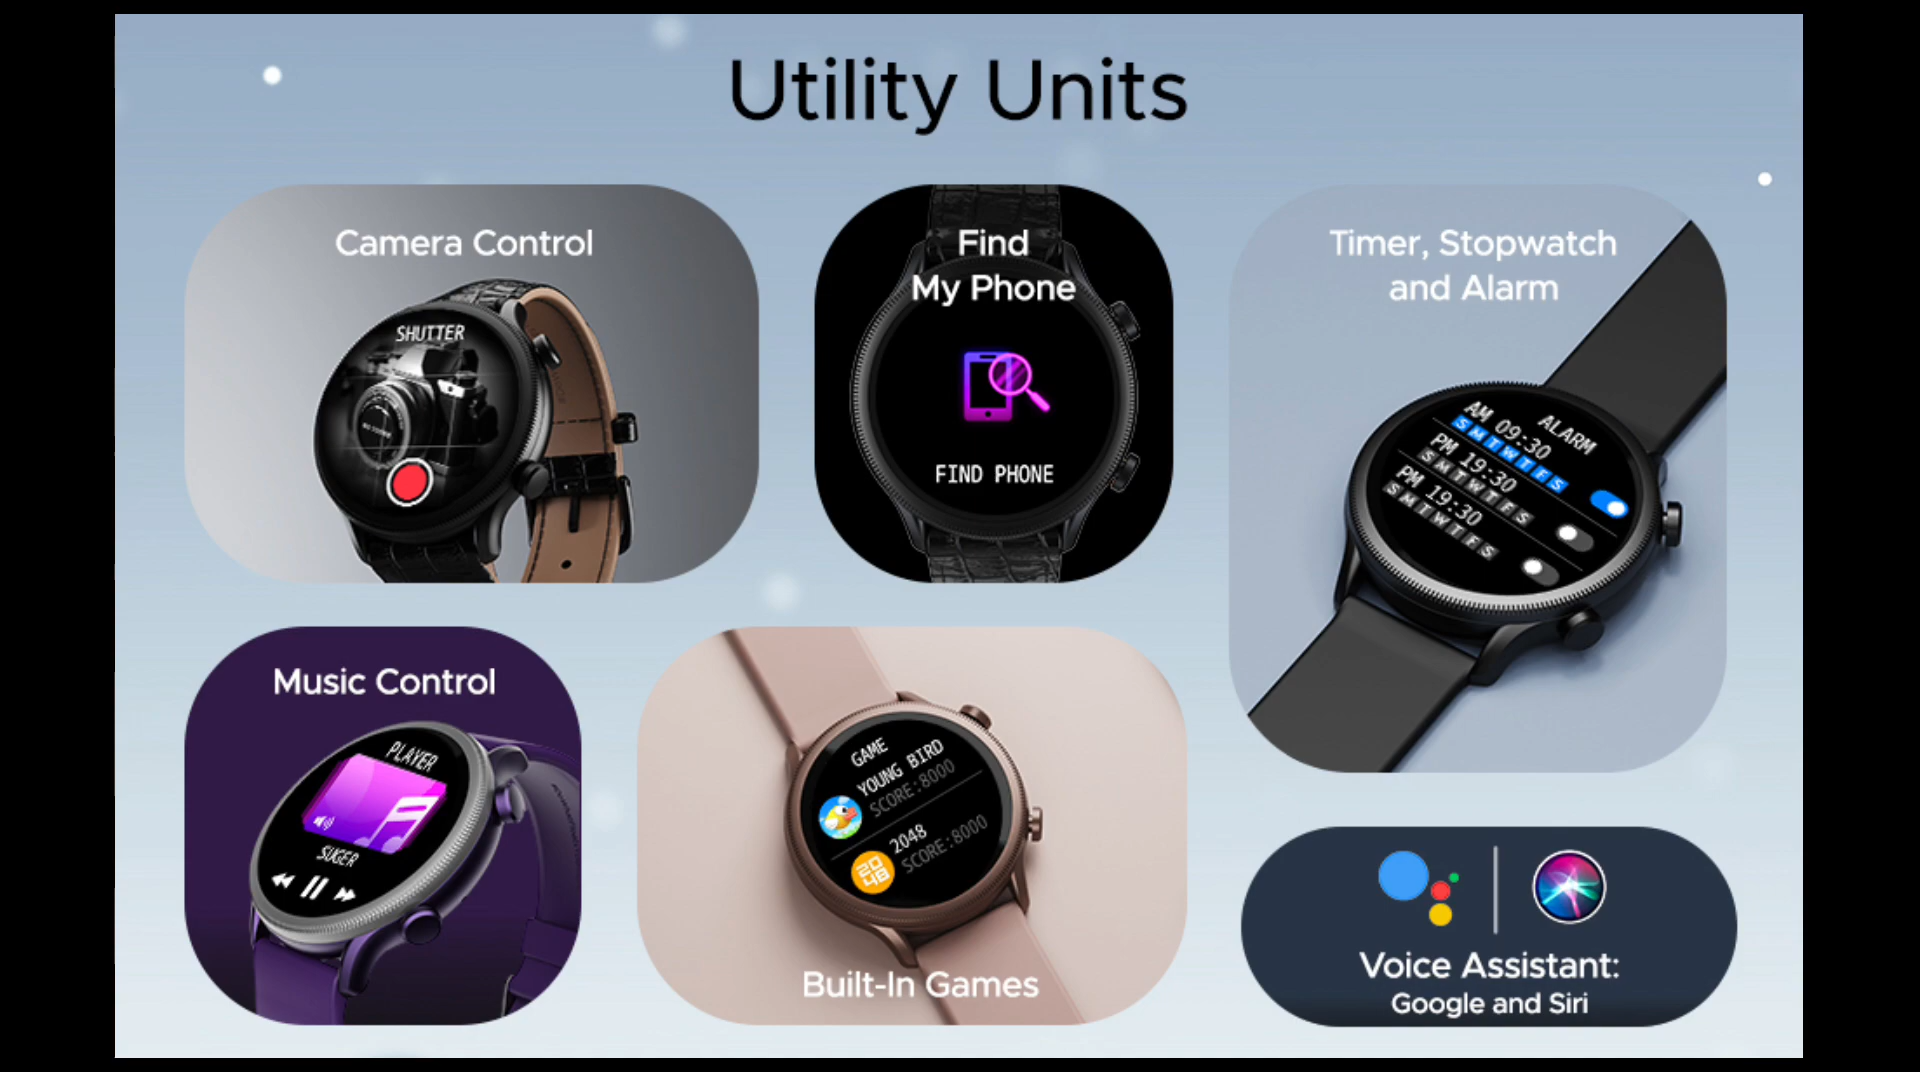 Utility Units
Camera Control
SHUTTER
Find
My Phone
FIND PHONE
Timer, Stopwatch
and Alarm
ALARM
AM 09:30
S M T W T F S
PM 19:30
S M T W T F S
PM 19:30
S M T W T F S
Music Control
PLAYER
SUGER
GAME
YOUNG BIRD
SCORE:8000
2048
2048
SCORE:8000
Built-In Games
Voice Assistant:
Google and Siri